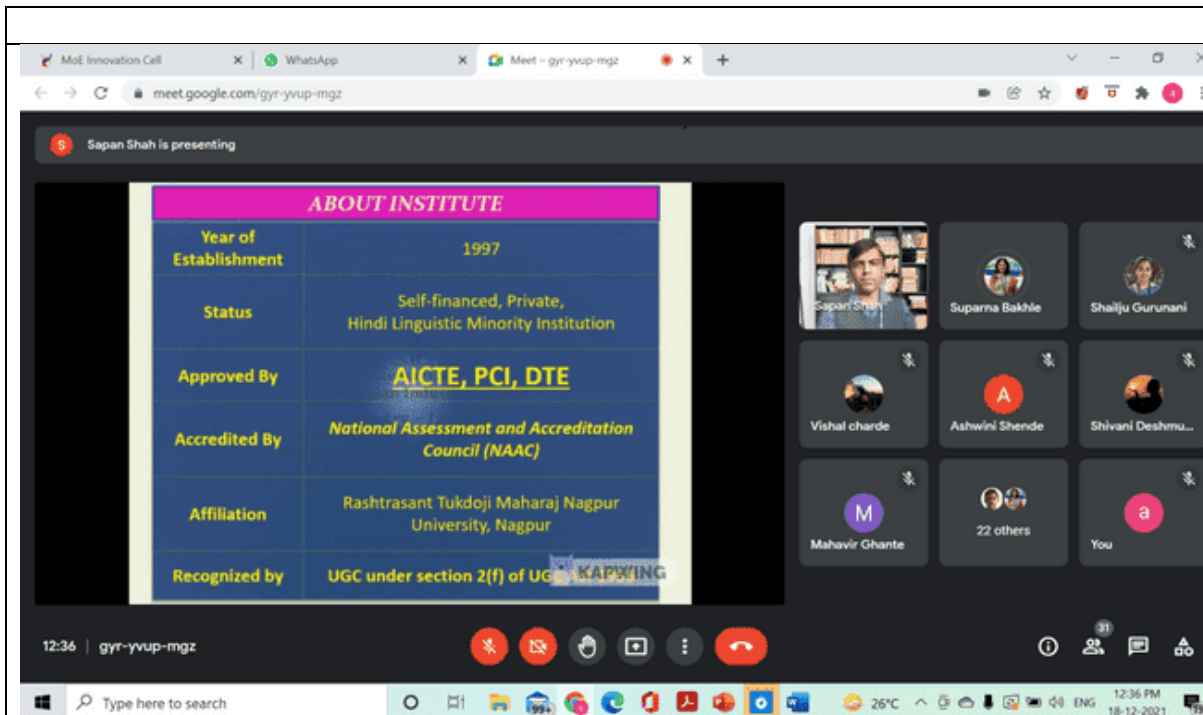 MoE Innovation Cell
WhatsApp
Meet – gyr-yvup-mgz
meet.google.com/gyr-yvup-mgz
a
S Sapan Shah is presenting
ABOUT INSTITUTE
Year of
Establishment
1997
Status
Self-financed, Private,
Hindi Linguistic Minority Institution
Approved By
AICTE, PCI, DTE
Accredited By
National Assessment and Accreditation
Council (NAAC)
Affiliation
Rashtrasant Tukdoji Maharaj Nagpur
University, Nagpur
Recognized by
UGC under section 2(f) of
KAPWING
Sapan Shah
Suparna Bakhle
Shailju Gurunani
Vishal charde
A
Ashwini Shende
Shivani Deshmu...
M
Mahavir Ghante
22 others
a
You
12:36 | gyr-yvup-mgz
31
Type here to search
99+
26°C
ENG
12:36 PM
18-12-2021